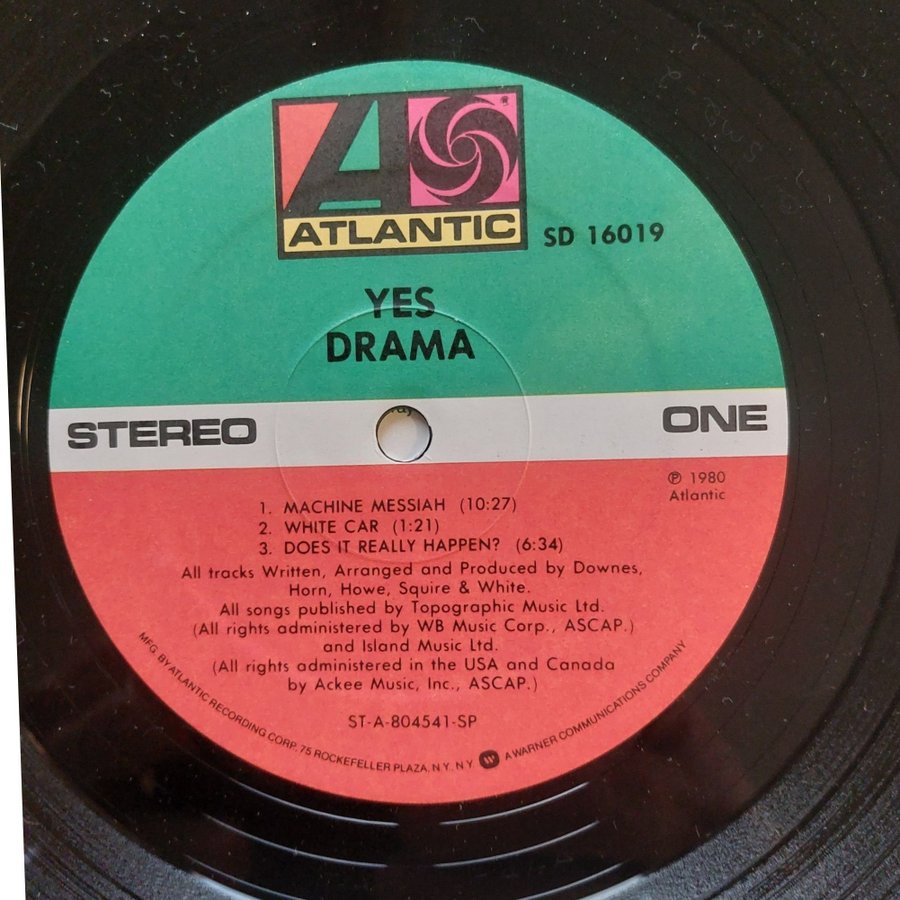 ATLANTIC
SD 16019
YES
DRAMA
STEREO
ONE
℗ 1980
Atlantic
1. MACHINE MESSIAH (10:27)
2. WHITE CAR (1:21)
3. DOES IT REALLY HAPPEN? (6:34)
All tracks Written, Arranged and Produced by Downes,
Horn, Howe, Squire & White.
All songs published by Topographic Music Ltd.
(All rights administered by WB Music Corp., ASCAP.)
and Island Music Ltd.
(All rights administered in the USA and Canada
by Ackee Music, Inc., ASCAP.)
ST-A-804541-SP
MFG. BY ATLANTIC RECORDING CORP. 75 ROCKEFELLER PLAZA, N.Y. N.Y. A WARNER COMMUNICATIONS COMPANY